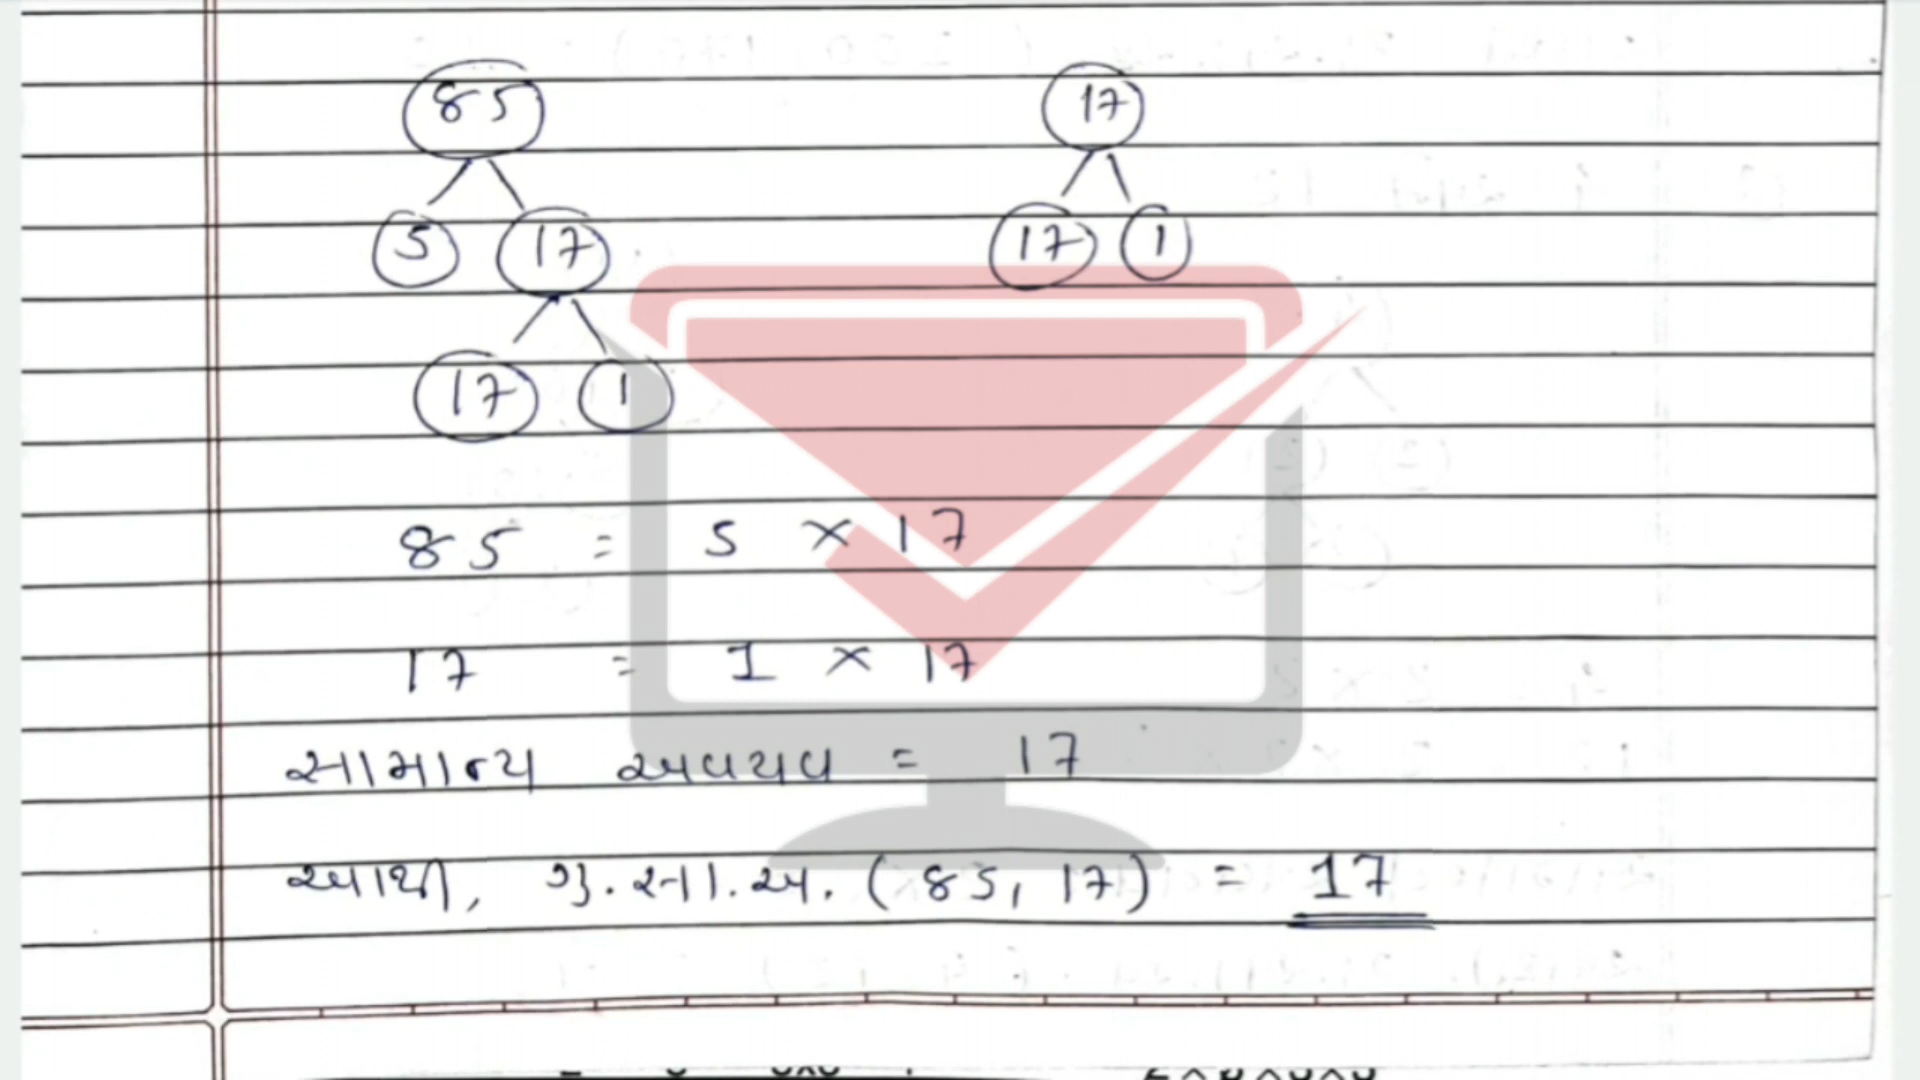 85 17
5 17 17 1
17 1
85 = 5 × 17
17 = 1 × 17
સામાન્ય અવયવ = 17
આથી, ગુ.સા.અ. (85, 17) = 17